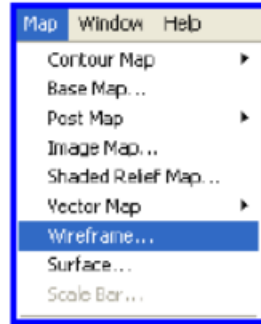 Map Window Help
Contour Map
Base Map...
Post Map
Image Map...
Shaded Relief Map...
Vector Map
Wireframe...
Surface...
Scale Bar...